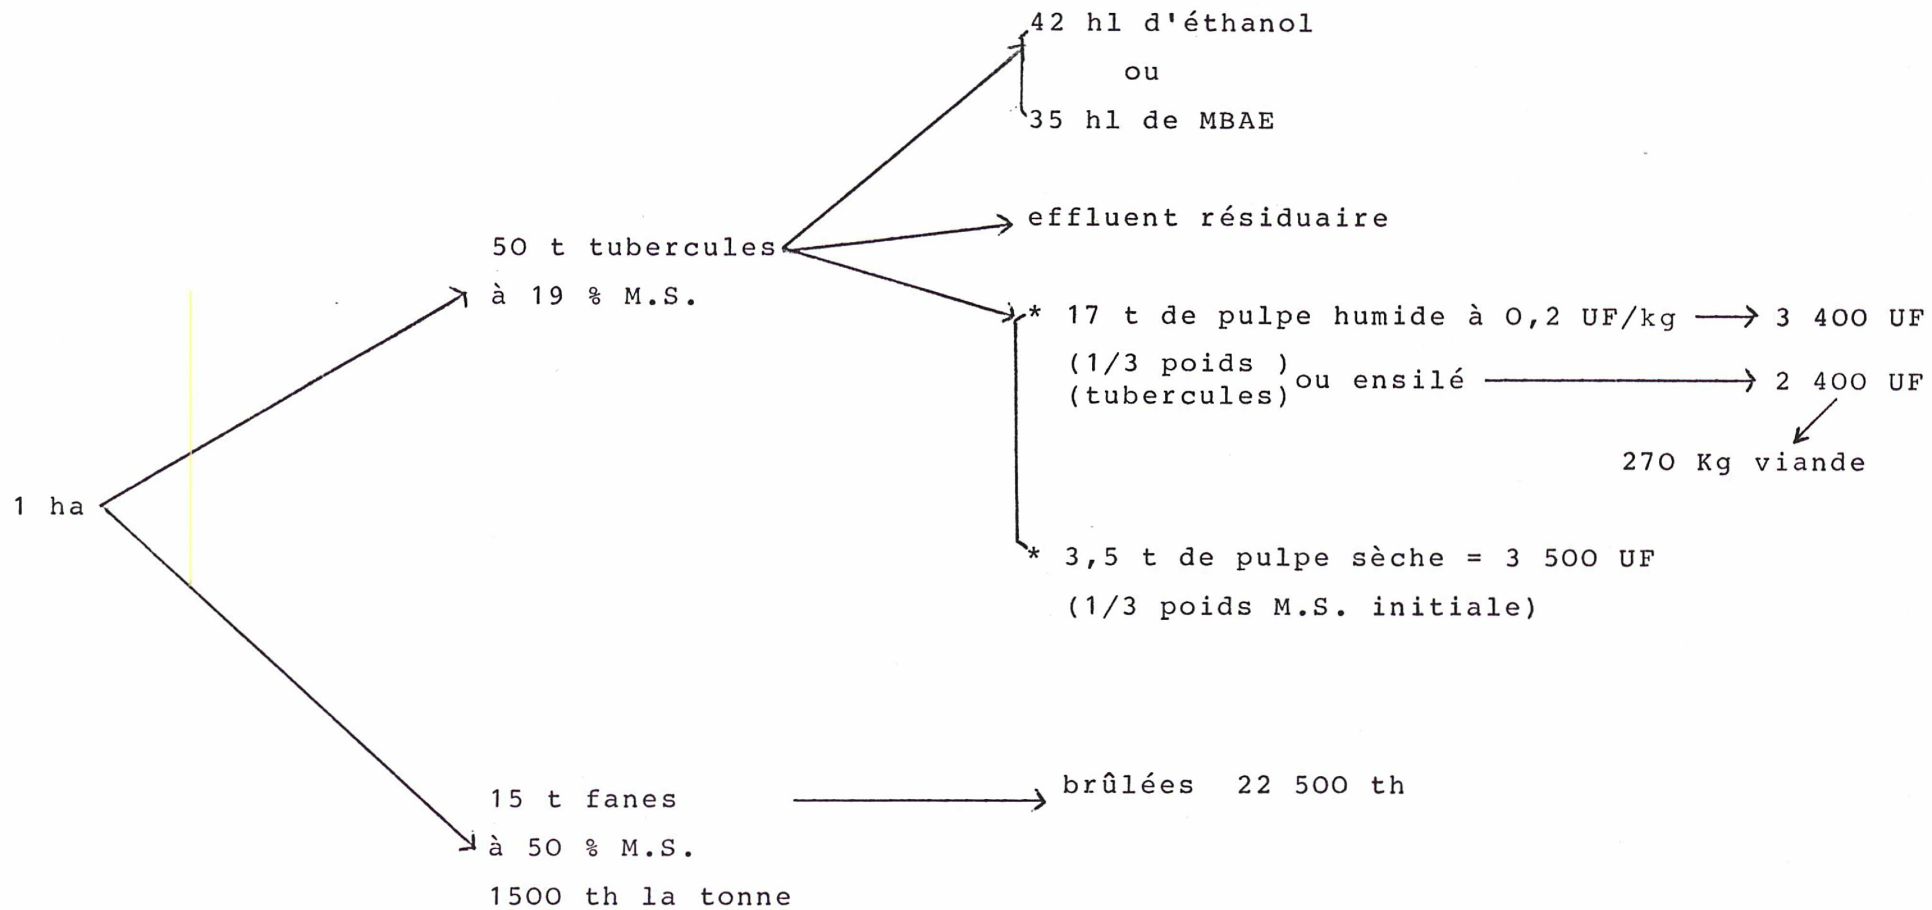 42 hl d'éthanol
ou
35 hl de MBAE
effluent résiduaire
50 t tubercules
à 19 % M.S.
* 17 t de pulpe humide à 0,2 UF/kg → 3 400 UF
(1/3 poids )
(tubercules) ou ensilé → 2 400 UF
270 Kg viande
1 ha
* 3,5 t de pulpe sèche = 3 500 UF
(1/3 poids M.S. initiale)
15 t fanes
brûlées 22 500 th
à 50 % M.S.
1500 th la tonne